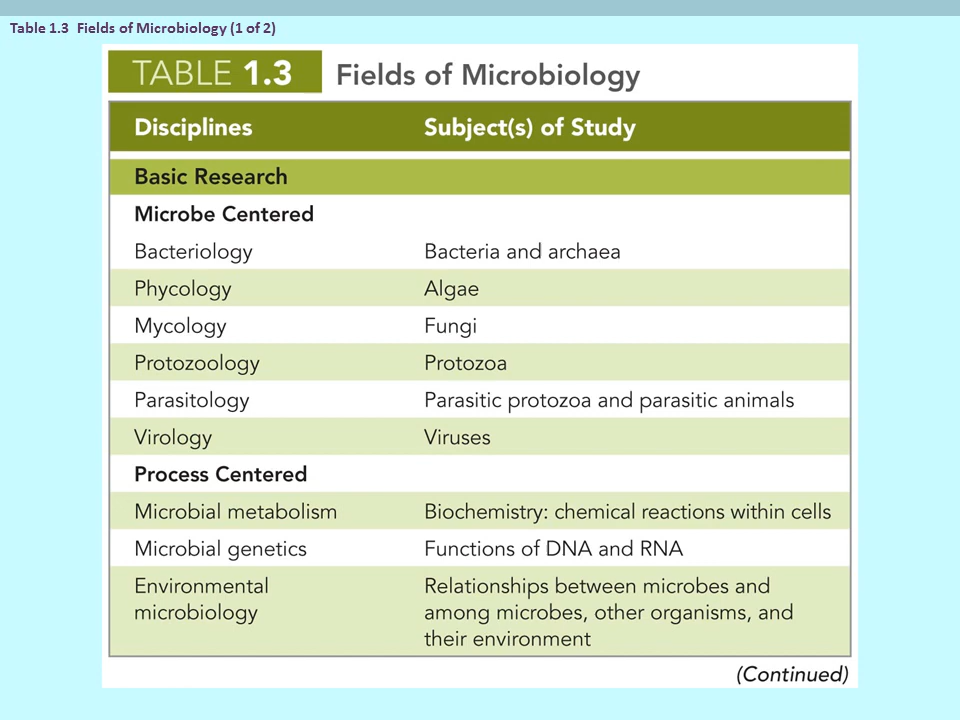 Table 1.3  Fields of Microbiology (1 of 2)
TABLE 1.3 Fields of Microbiology
Disciplines Subject(s) of Study
Basic Research
Microbe Centered
Bacteriology Bacteria and archaea
Phycology Algae
Mycology Fungi
Protozoology Protozoa
Parasitology Parasitic protozoa and parasitic animals
Virology Viruses
Process Centered
Microbial metabolism Biochemistry: chemical reactions within cells
Microbial genetics Functions of DNA and RNA
Environmental Relationships between microbes and
microbiology among microbes, other organisms, and
their environment
(Continued)